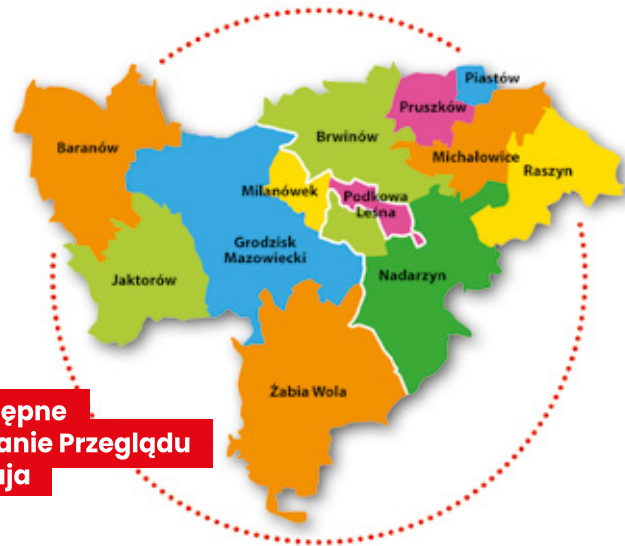 Piastów
Pruszków
Brwinów
Baranów
Michałowice
Raszyn
Milanówek
Podkowa
Leśna
Grodzisk
Mazowiecki
Nadarzyn
Jaktorów
Żabia Wola
ępne
anie Przeglądu
ja